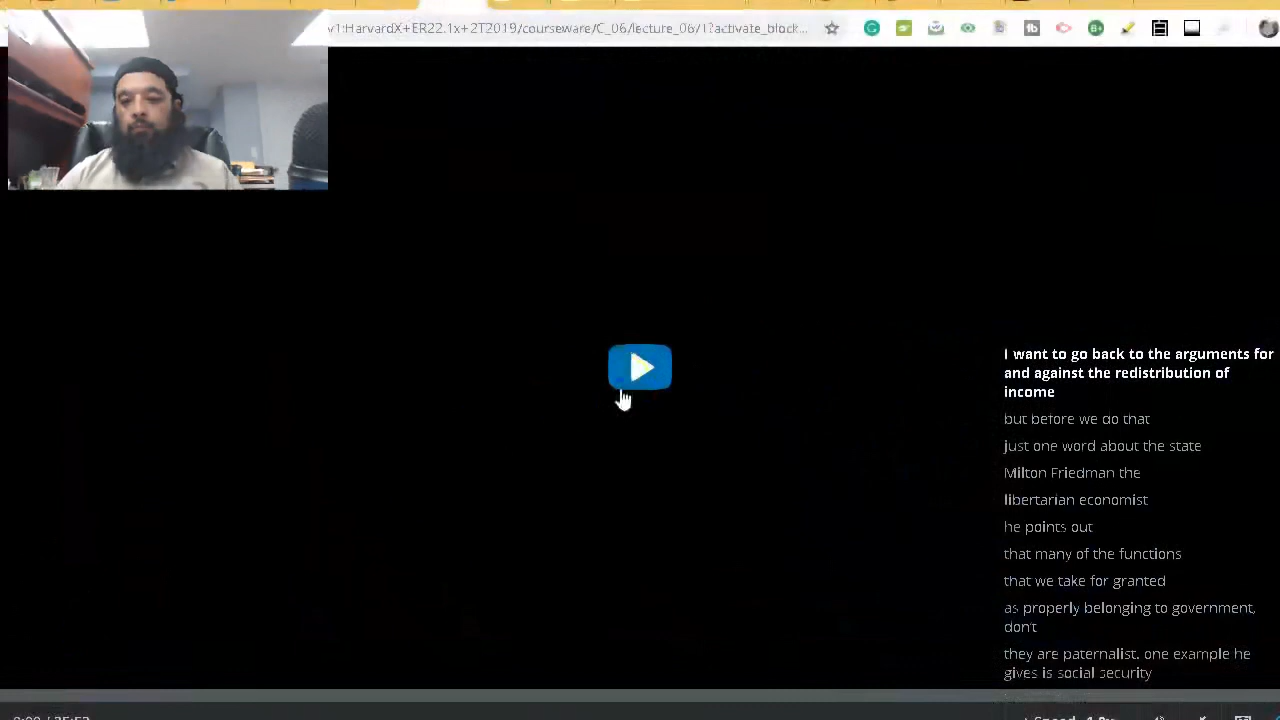 v1:HarvardX+ER22.1x+2T2019/courseware/C_06/lecture_06/1?activate_block...
I want to go back to the arguments for
and against the redistribution of
income
but before we do that
just one word about the state
Milton Friedman the
libertarian economist
he points out
that many of the functions
that we take for granted
as properly belonging to government,
don't
they are paternalist. one example he
gives is social security